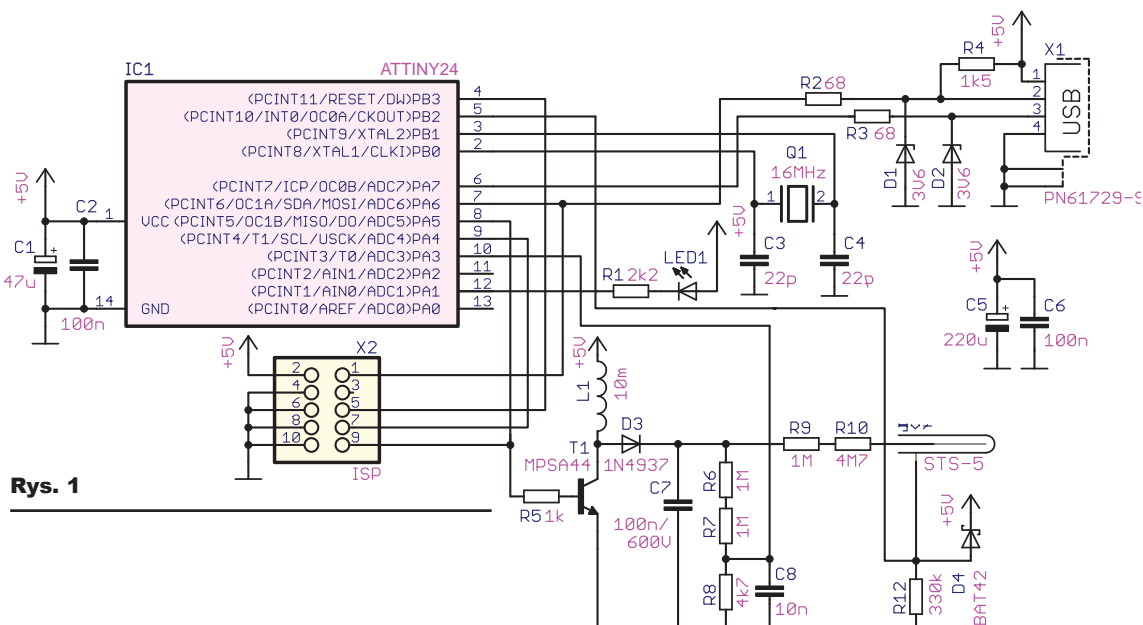 IC1
ATTINY24
(PCINT11/RESET/DW)PB3 4
(PCINT10/INT0/OC0A/CKOUT)PB2 5
(PCINT9/XTAL2)PB1 3
(PCINT8/XTAL1/CLKI)PB0 2
(PCINT7/ICP/OC0B/ADC7)PA7 6
(PCINT6/OC1A/SDA/MOSI/ADC6)PA6 7
1 VCC (PCINT5/OC1B/MISO/DO/ADC5)PA5 8
(PCINT4/T1/SCL/USCK/ADC4)PA4 9
(PCINT3/T0/ADC3)PA3 10
(PCINT2/AIN1/ADC2)PA2 11
(PCINT1/AIN0/ADC1)PA1 12
14 GND (PCINT0/AREF/ADC0)PA0 13
+5V
C1
+
47u
C2
100n
R2 68
R3 68
R4
1k5
+5V
X1
1
2
3
4
USB
PN61729-S
D1
3V6
D2
3V6
Q1
16MHz
1
2
C3
22p
C4
22p
R1 2k2
LED1
+5V
+5V
C5
+
220u
C6
100n
+5V
X2
2 1
4 3
6 5
8 7
10 9
ISP
Rys. 1
+5V
L1
10m
T1
MPSA44
D3
1N4937
R5 1k
C7
100n/
600V
R6
1M
R7
1M
R8
4k7
C8
10n
R9
1M
R10
4M7
STS-5
+5V
D4
BAT42
R12
330k